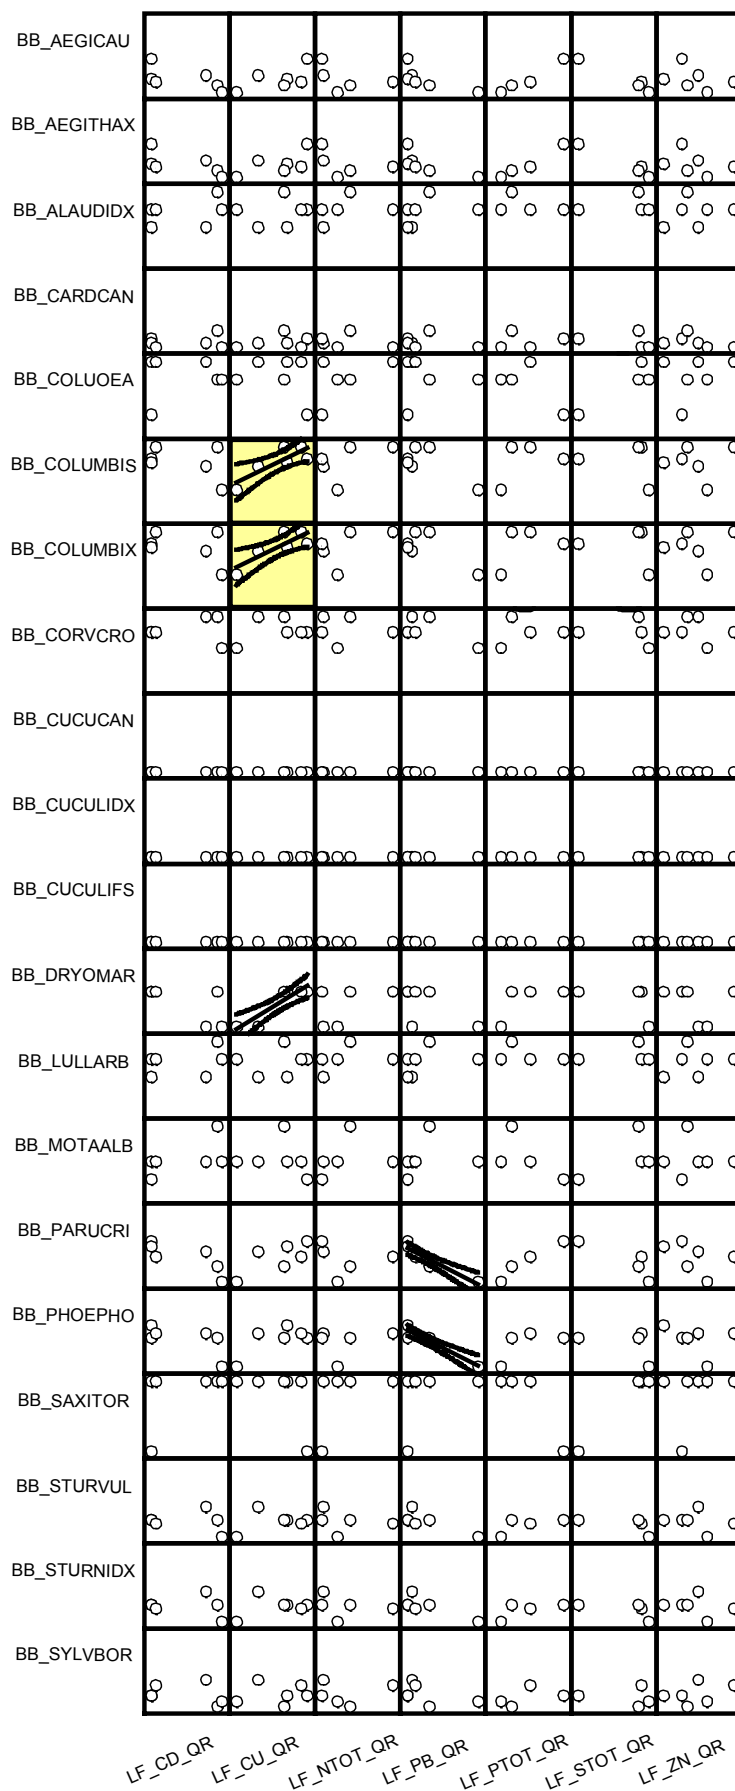 BB_AEGICAU
BB_AEGITHAX
BB_ALAUDIDX
BB_CARDCAN
BB_COLUOEA
BB_COLUMBIS
BB_COLUMBIX
BB_CORVCRO
BB_CUCUCAN
BB_CUCULIDX
BB_CUCULIFS
BB_DRYOMAR
BB_LULLARB
BB_MOTAALB
BB_PARUCRI
BB_PHOEPHO
BB_SAXITOR
BB_STURVUL
BB_STURNIDX
BB_SYLVBOR
LF_CD_QR
LF_CU_QR
LF_NTOT_QR
LF_PB_QR
LF_PTOT_QR
LF_STOT_QR
LF_ZN_QR